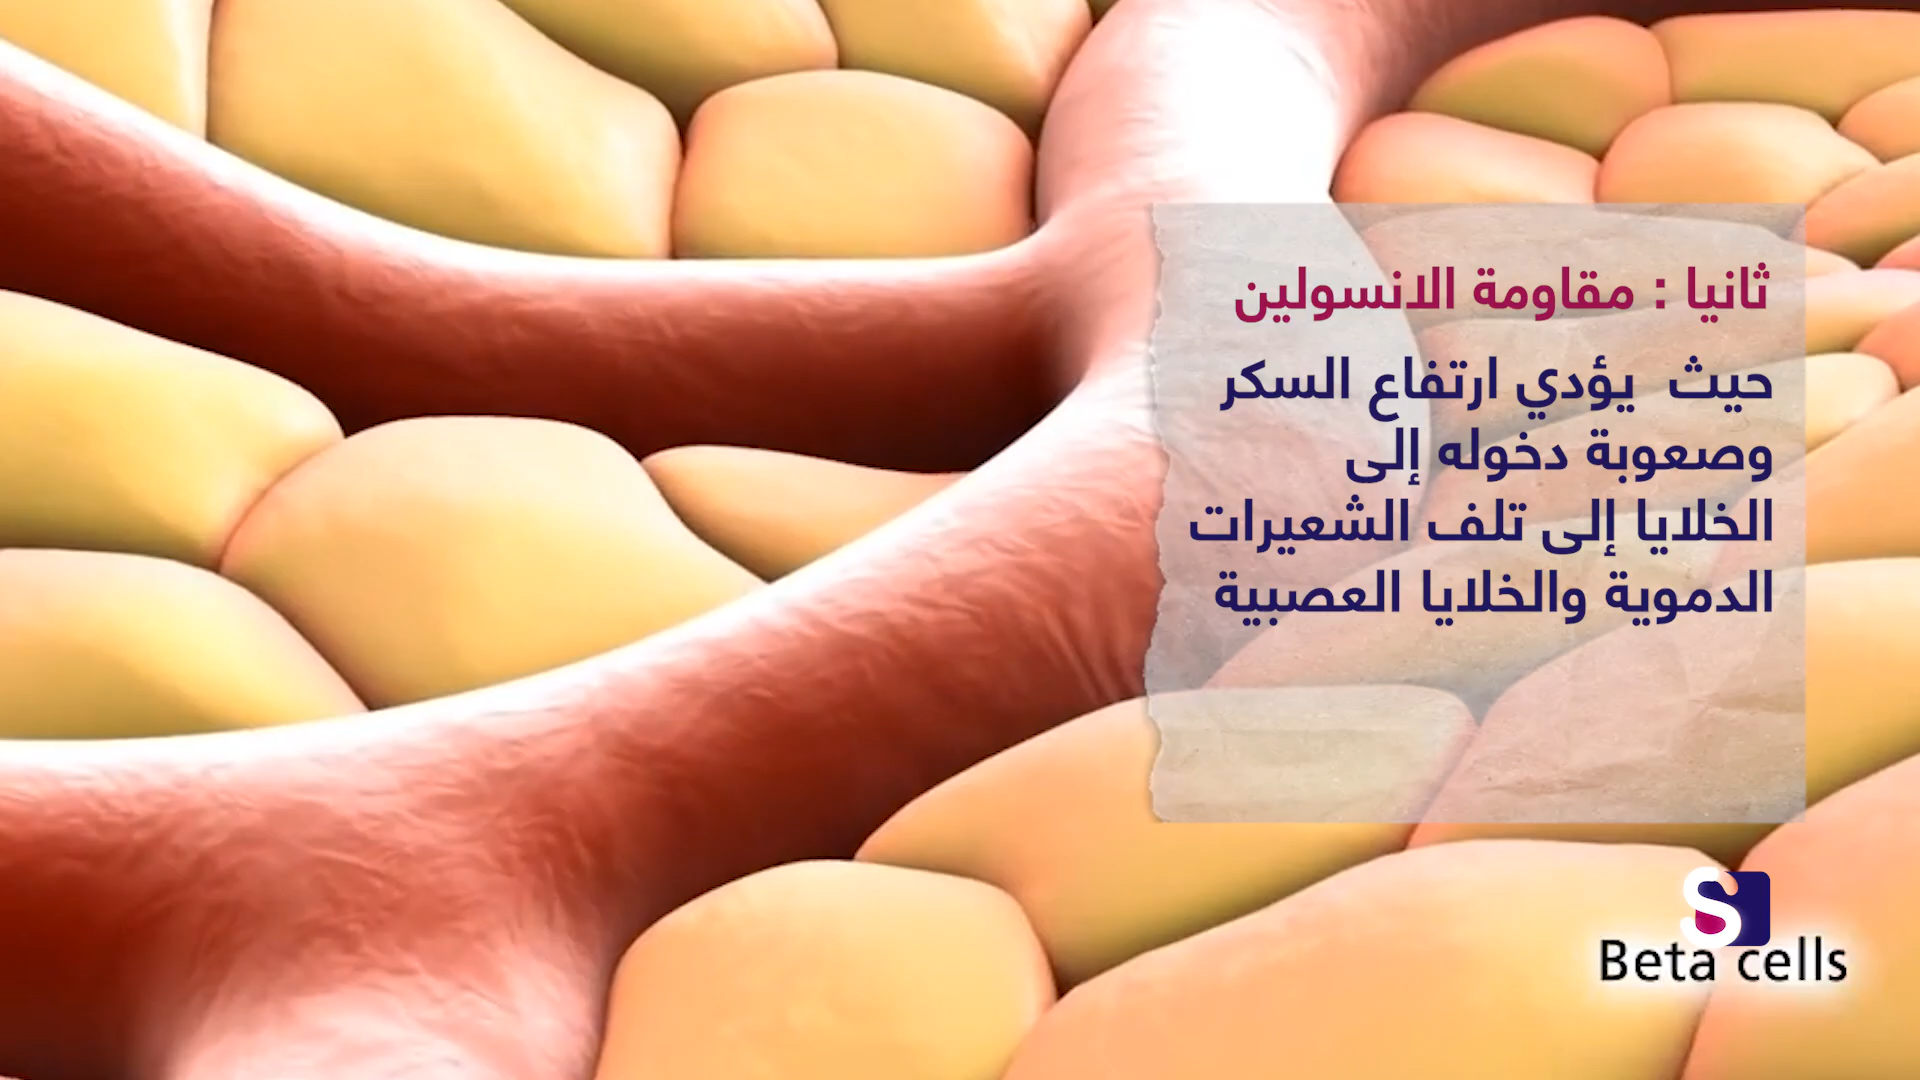 ثانيا : مقاومة الانسولين
حيث يؤدي ارتفاع السكر
وصعوبة دخوله إلى
الخلايا إلى تلف الشعيرات
الدموية والخلايا العصبية
S
Beta cells